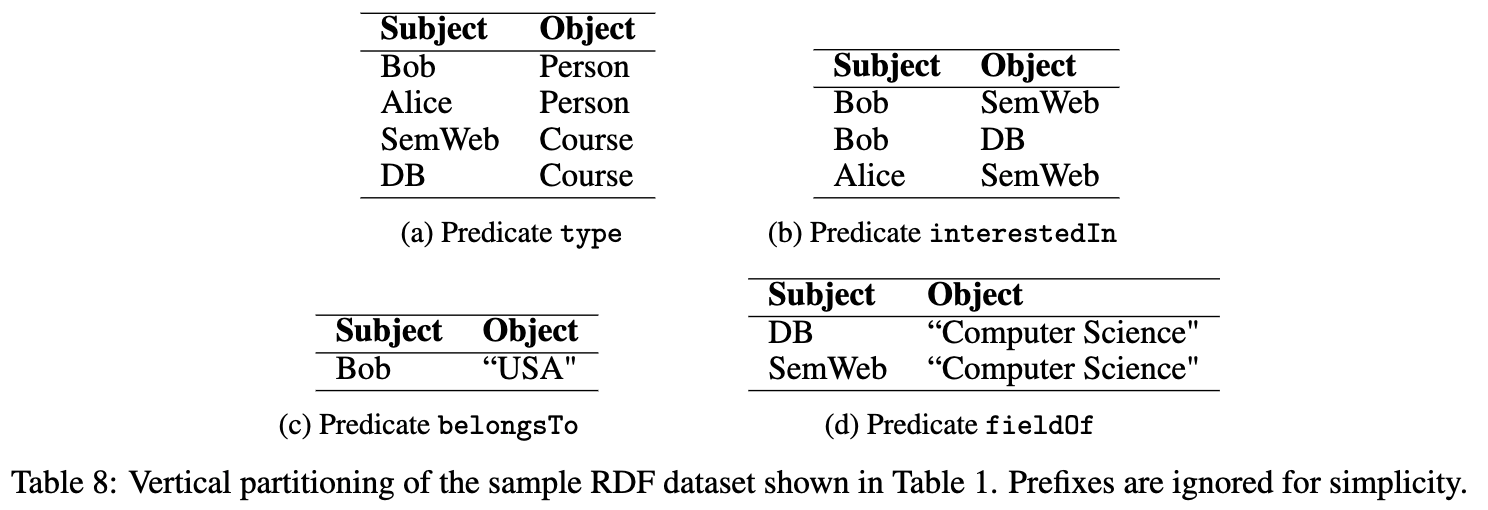 Subject Object
Bob Person
Alice Person
SemWeb Course
DB Course
(a) Predicate type
Subject Object
Bob SemWeb
Bob DB
Alice SemWeb
(b) Predicate interestedIn
Subject Object
Bob “USA"
(c) Predicate belongsTo
Subject Object
DB “Computer Science"
SemWeb “Computer Science"
(d) Predicate fieldOf
Table 8: Vertical partitioning of the sample RDF dataset shown in Table 1. Prefixes are ignored for simplicity.